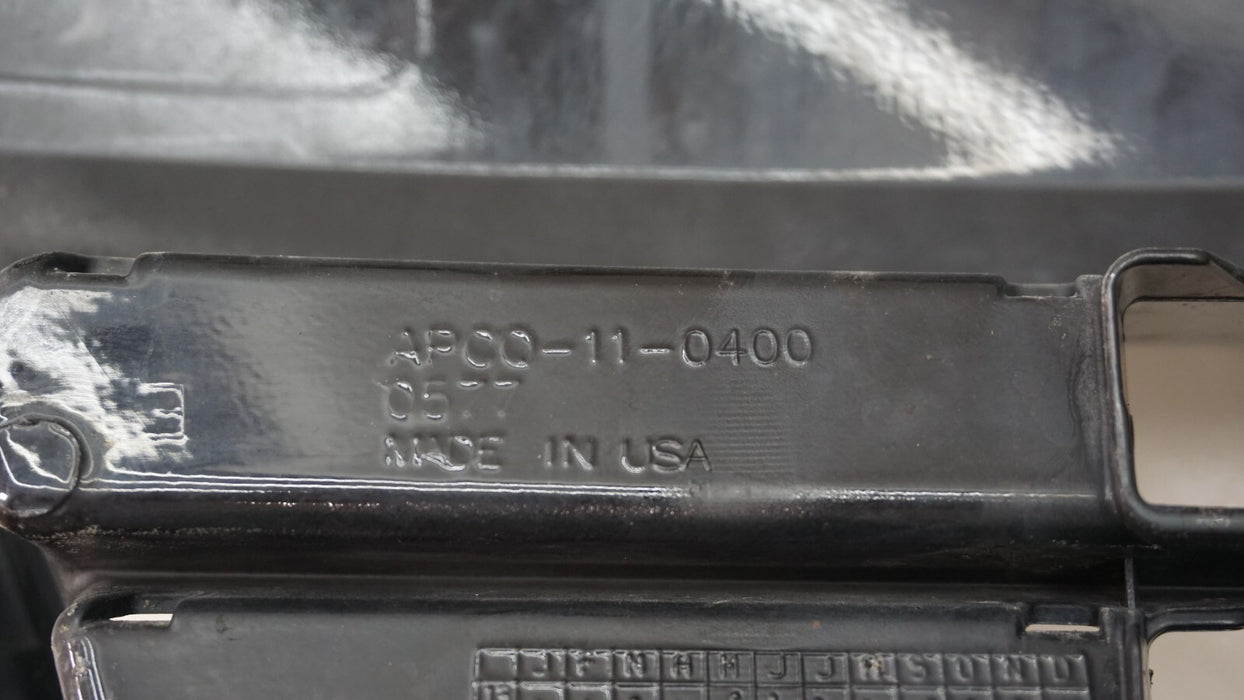 APCO-11-0400
0577
MADE IN USA
J F M A M J J A S O N D